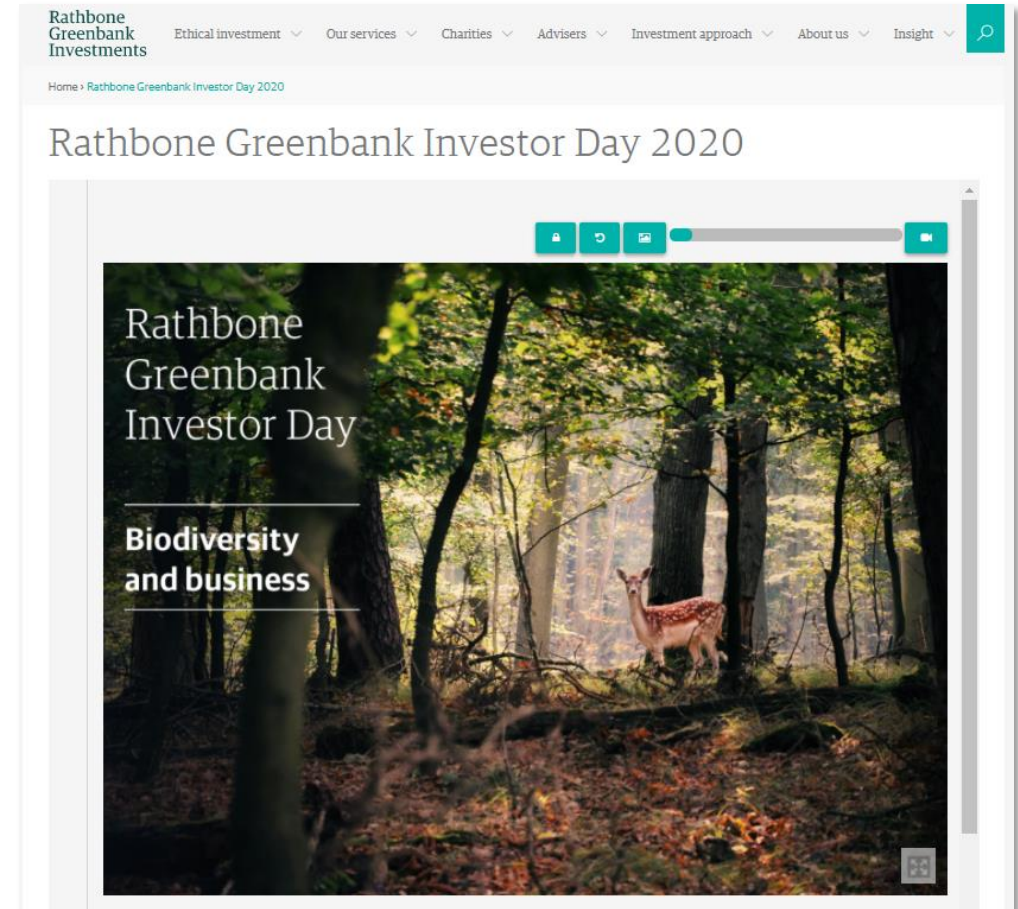 Rathbone
Greenbank
Investments
Ethical investment
Our services
Charities
Advisers
Investment approach
About us
Insight
Home › Rathbone Greenbank Investor Day 2020
Rathbone Greenbank Investor Day 2020
Rathbone
Greenbank
Investor Day
Biodiversity
and business